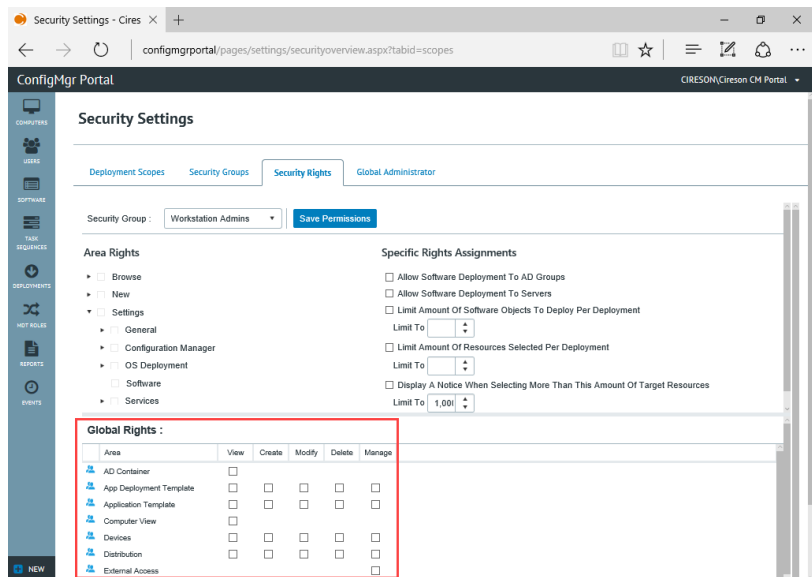 Security Settings - Cires
configmgrportal/pages/settings/securityoverview.aspx?tabid=scopes
ConfigMgr Portal
CIRESON\Cireson CM Portal
COMPUTERS
USERS
SOFTWARE
TASK SEQUENCES
DEPLOYMENTS
MDT ROLES
REPORTS
EVENTS
NEW
Security Settings
Deployment Scopes Security Groups Security Rights Global Administrator
Security Group : Workstation Admins Save Permissions
Area Rights
Browse
New
Settings
General
Configuration Manager
OS Deployment
Software
Services
Specific Rights Assignments
Allow Software Deployment To AD Groups
Allow Software Deployment To Servers
Limit Amount Of Software Objects To Deploy Per Deployment
Limit To
Limit Amount Of Resources Selected Per Deployment
Limit To
Display A Notice When Selecting More Than This Amount Of Target Resources
Limit To 1,00
Global Rights :
Area View Create Modify Delete Manage
AD Container
App Deployment Template
Application Template
Computer View
Devices
Distribution
External Access